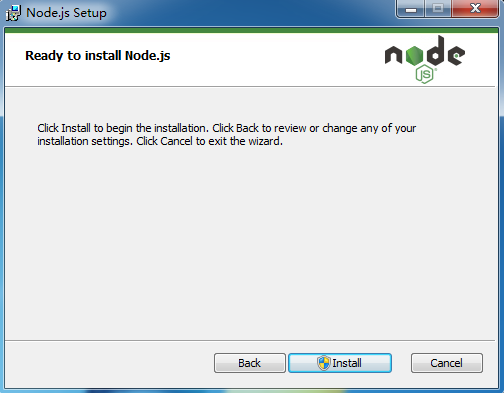 Node.js Setup
Ready to install Node.js
node
JS
Click Install to begin the installation. Click Back to review or change any of your
installation settings. Click Cancel to exit the wizard.
Back
Install
Cancel